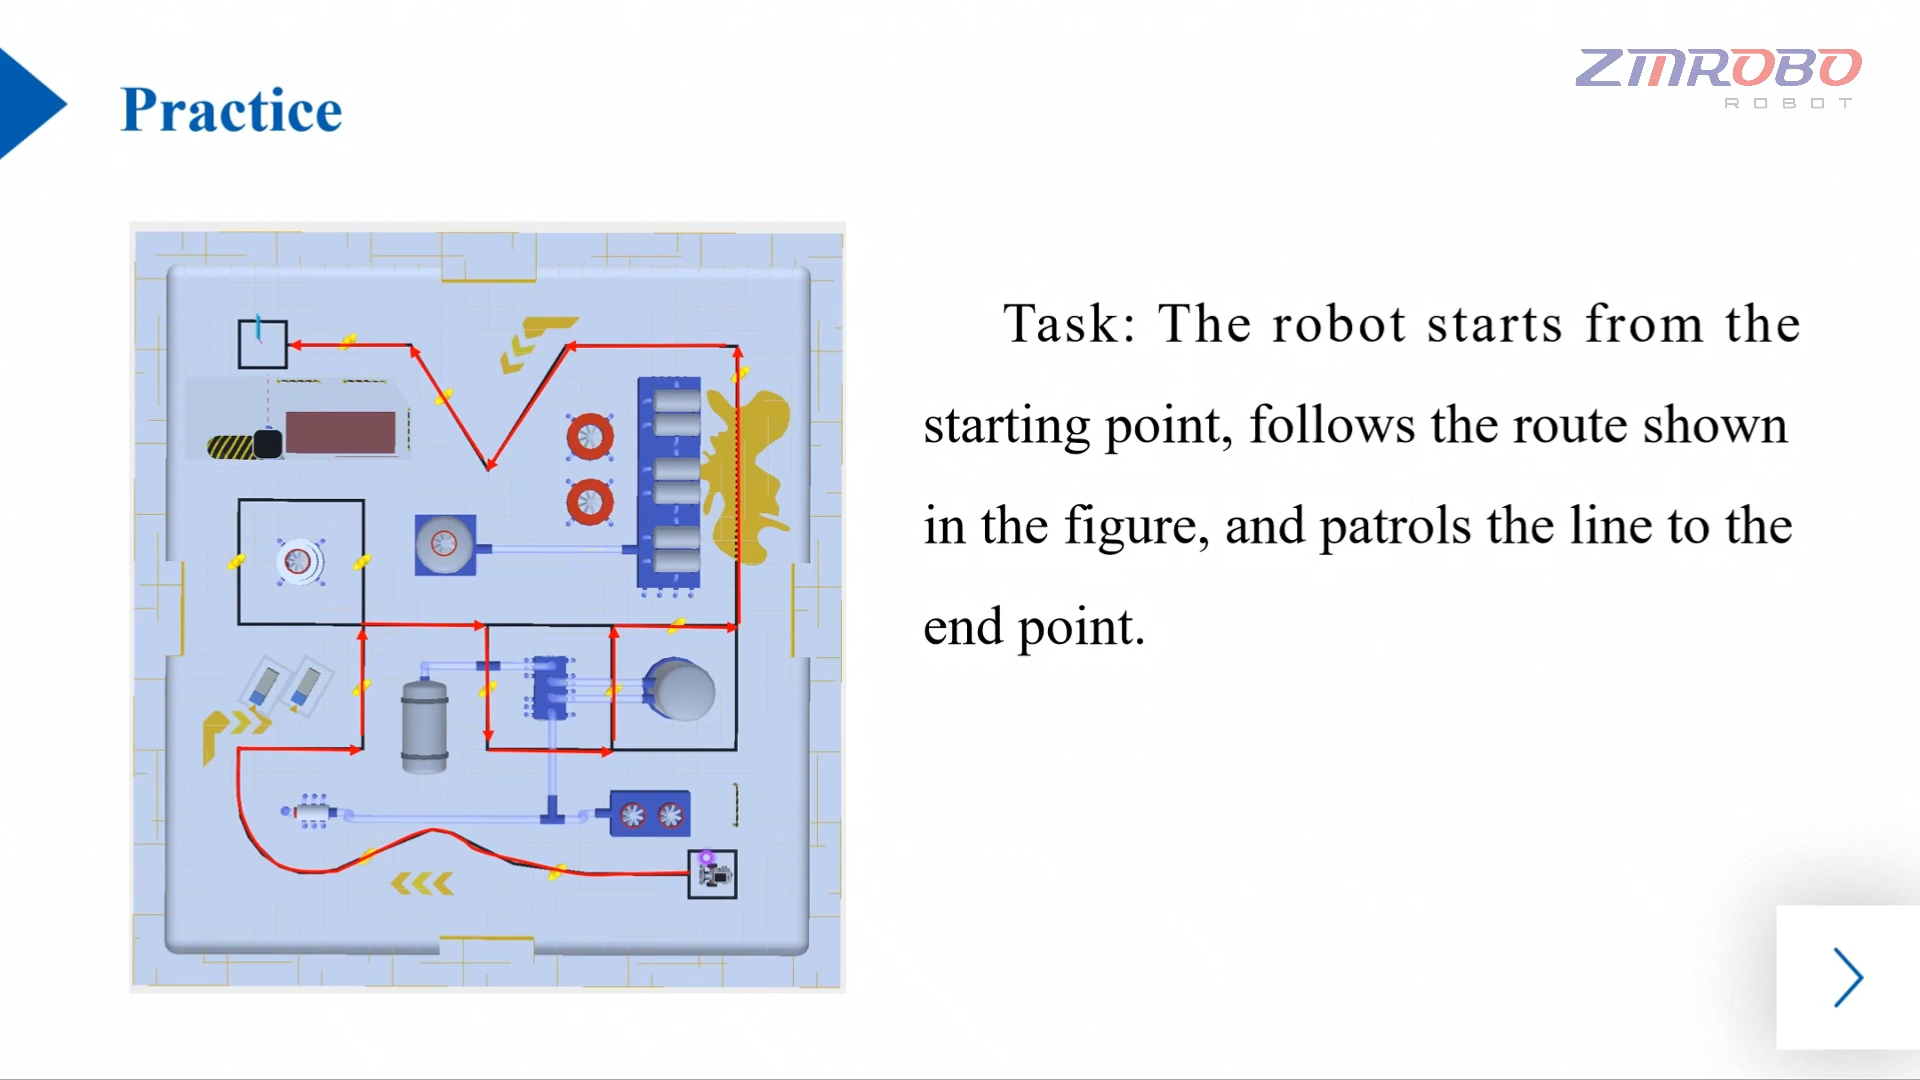 ZMROBO
ROBOT
Practice
Task: The robot starts from the
starting point, follows the route shown
in the figure, and patrols the line to the
end point.